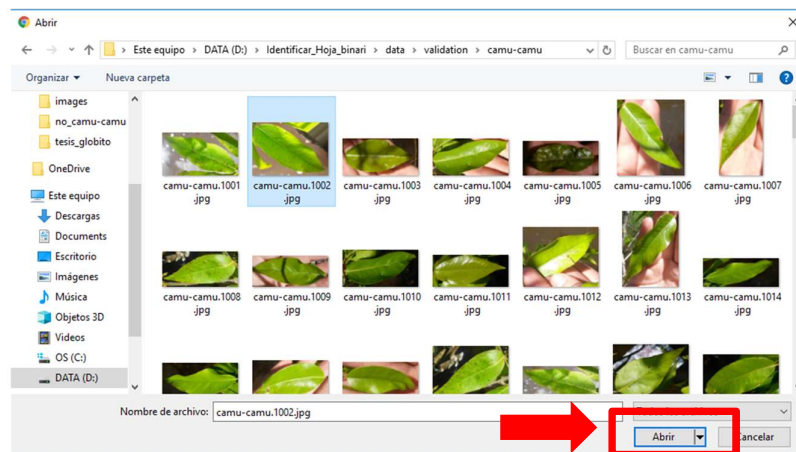 Abrir
Este equipo > DATA (D:) > Identificar_Hoja_binari > data > validation > camu-camu
Buscar en camu-camu
Organizar
Nueva carpeta
images
no_camu-camu
tesis_globito
OneDrive
Este equipo
Descargas
Documents
Escritorio
Imágenes
Música
Objetos 3D
Videos
OS (C:)
DATA (D:)
camu-camu.1001
.jpg
camu-camu.1002
.jpg
camu-camu.1003
.jpg
camu-camu.1004
.jpg
camu-camu.1005
.jpg
camu-camu.1006
.jpg
camu-camu.1007
.jpg
camu-camu.1008
.jpg
camu-camu.1009
.jpg
camu-camu.1010
.jpg
camu-camu.1011
.jpg
camu-camu.1012
.jpg
camu-camu.1013
.jpg
camu-camu.1014
.jpg
Nombre de archivo: camu-camu.1002.jpg
Abrir
Cancelar